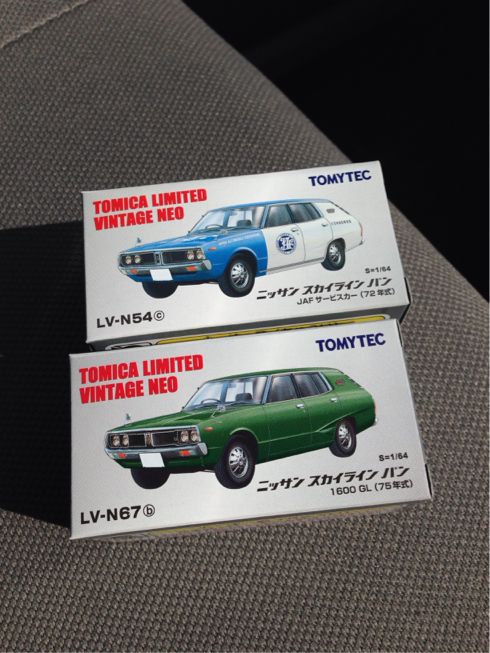 TOMICA LIMITED
VINTAGE NEO
TOMYTEC
S=1/64
ニッサン スカイライン バン
JAF サービスカー (72年式)
LV-N54ⓒ
TOMICA LIMITED
VINTAGE NEO
TOMYTEC
S=1/64
ニッサン スカイライン バン
1600 GL (75年式)
LV-N67ⓑ